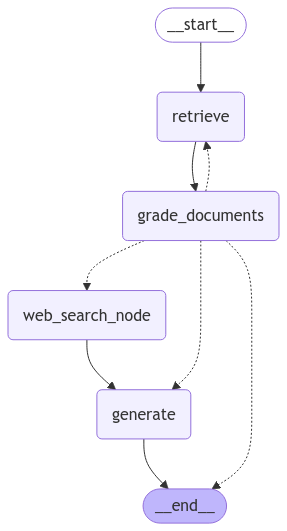 __start__
retrieve
grade_documents
web_search_node
generate
__end__